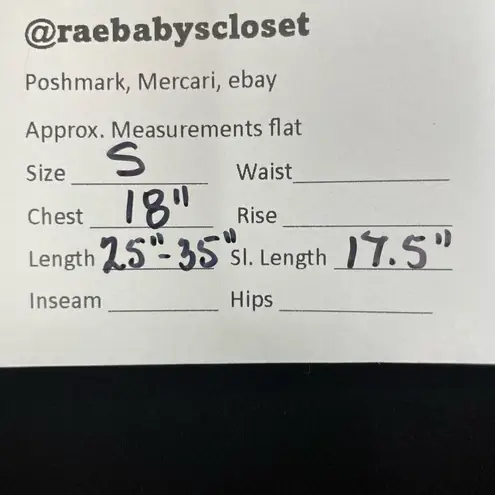 @raebabyscloset
Poshmark, Mercari, ebay
Approx. Measurements flat
Size S Waist
Chest 18" Rise
Length 25"-35" Sl. Length 17.5"
Inseam Hips